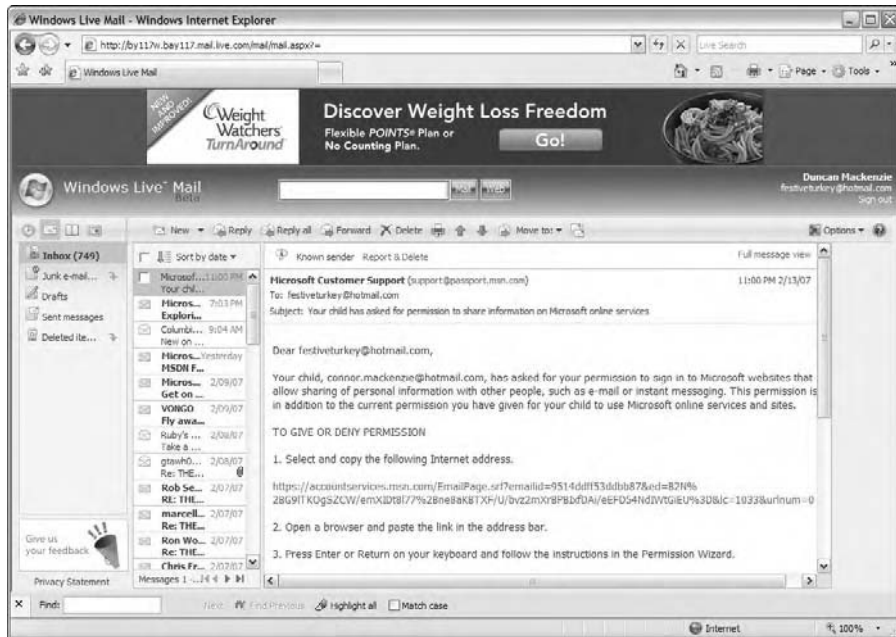 Windows Live Mail - Windows Internet Explorer
http://by117w.bay117.mail.live.com/mail/mail.aspx?=
Live Search
Windows Live Mail
Page
Tools
NEW AND IMPROVED!
Weight
Watchers
TurnAround
Discover Weight Loss Freedom
Flexible POINTS® Plan or
No Counting Plan.
Go!
Windows Live™ Mail
Beta
Mail
Web
Duncan Mackenzie
festiveturkey@hotmail.com
Sign out
New
Reply
Reply all
Forward
Delete
Move to:
Options
Inbox (749)
Junk e-mail...
Drafts
Sent messages
Deleted ite...
Give us
your feedback
Privacy Statement
Sort by date
Microsof... 11:00 PM
Your chil...
Micros... 7:03 PM
Explori...
Columbi... 9:04 AM
New on ...
Micros... Yesterday
MSDN F...
Micros... 2/09/07
Get on ...
VONGO 2/09/07
Fly awa...
Ruby's ... 2/08/07
Take a ...
gtawh0... 2/08/07
Re: THE...
Rob Se... 2/07/07
RE: THE...
marcell... 2/07/07
Re: THE...
Ron Wo... 2/07/07
Re: THE...
Chris Fr... 2/07/07
Messages 1 -...
Known sender Report & Delete
Full message view
Microsoft Customer Support (support@passport.msn.com)
11:00 PM 2/13/07
To: festiveturkey@hotmail.com
Subject: Your child has asked for permission to share information on Microsoft online services
Dear festiveturkey@hotmail.com,
Your child, connor.mackenzie@hotmail.com, has asked for your permission to sign in to Microsoft websites that
allow sharing of personal information with other people, such as e-mail or instant messaging. This permission is
in addition to the current permission you have given for your child to use Microsoft online services and sites.
TO GIVE OR DENY PERMISSION
1. Select and copy the following Internet address.
2. Open a browser and paste the link in the address bar.
3. Press Enter or Return on your keyboard and follow the instructions in the Permission Wizard.
Find:
Next
Find Previous
Highlight all
Match case
Internet
100%